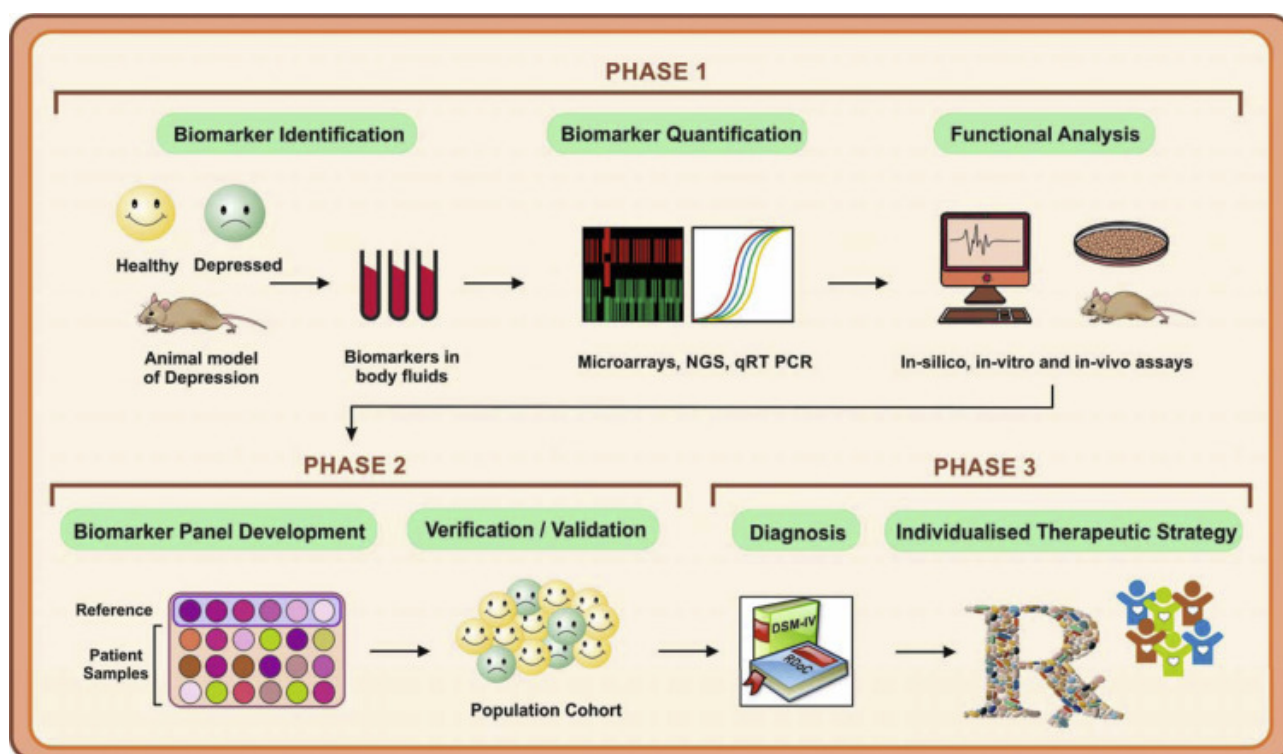 PHASE 1
Biomarker Identification
Biomarker Quantification
Functional Analysis
Healthy
Depressed
Animal model
of Depression
Biomarkers in
body fluids
Microarrays, NGS, qRT PCR
In-silico, in-vitro and in-vivo assays
PHASE 2
PHASE 3
Biomarker Panel Development
Verification / Validation
Diagnosis
Individualised Therapeutic Strategy
Reference
Patient
Samples
Population Cohort
DSM-IV
RDoC
R